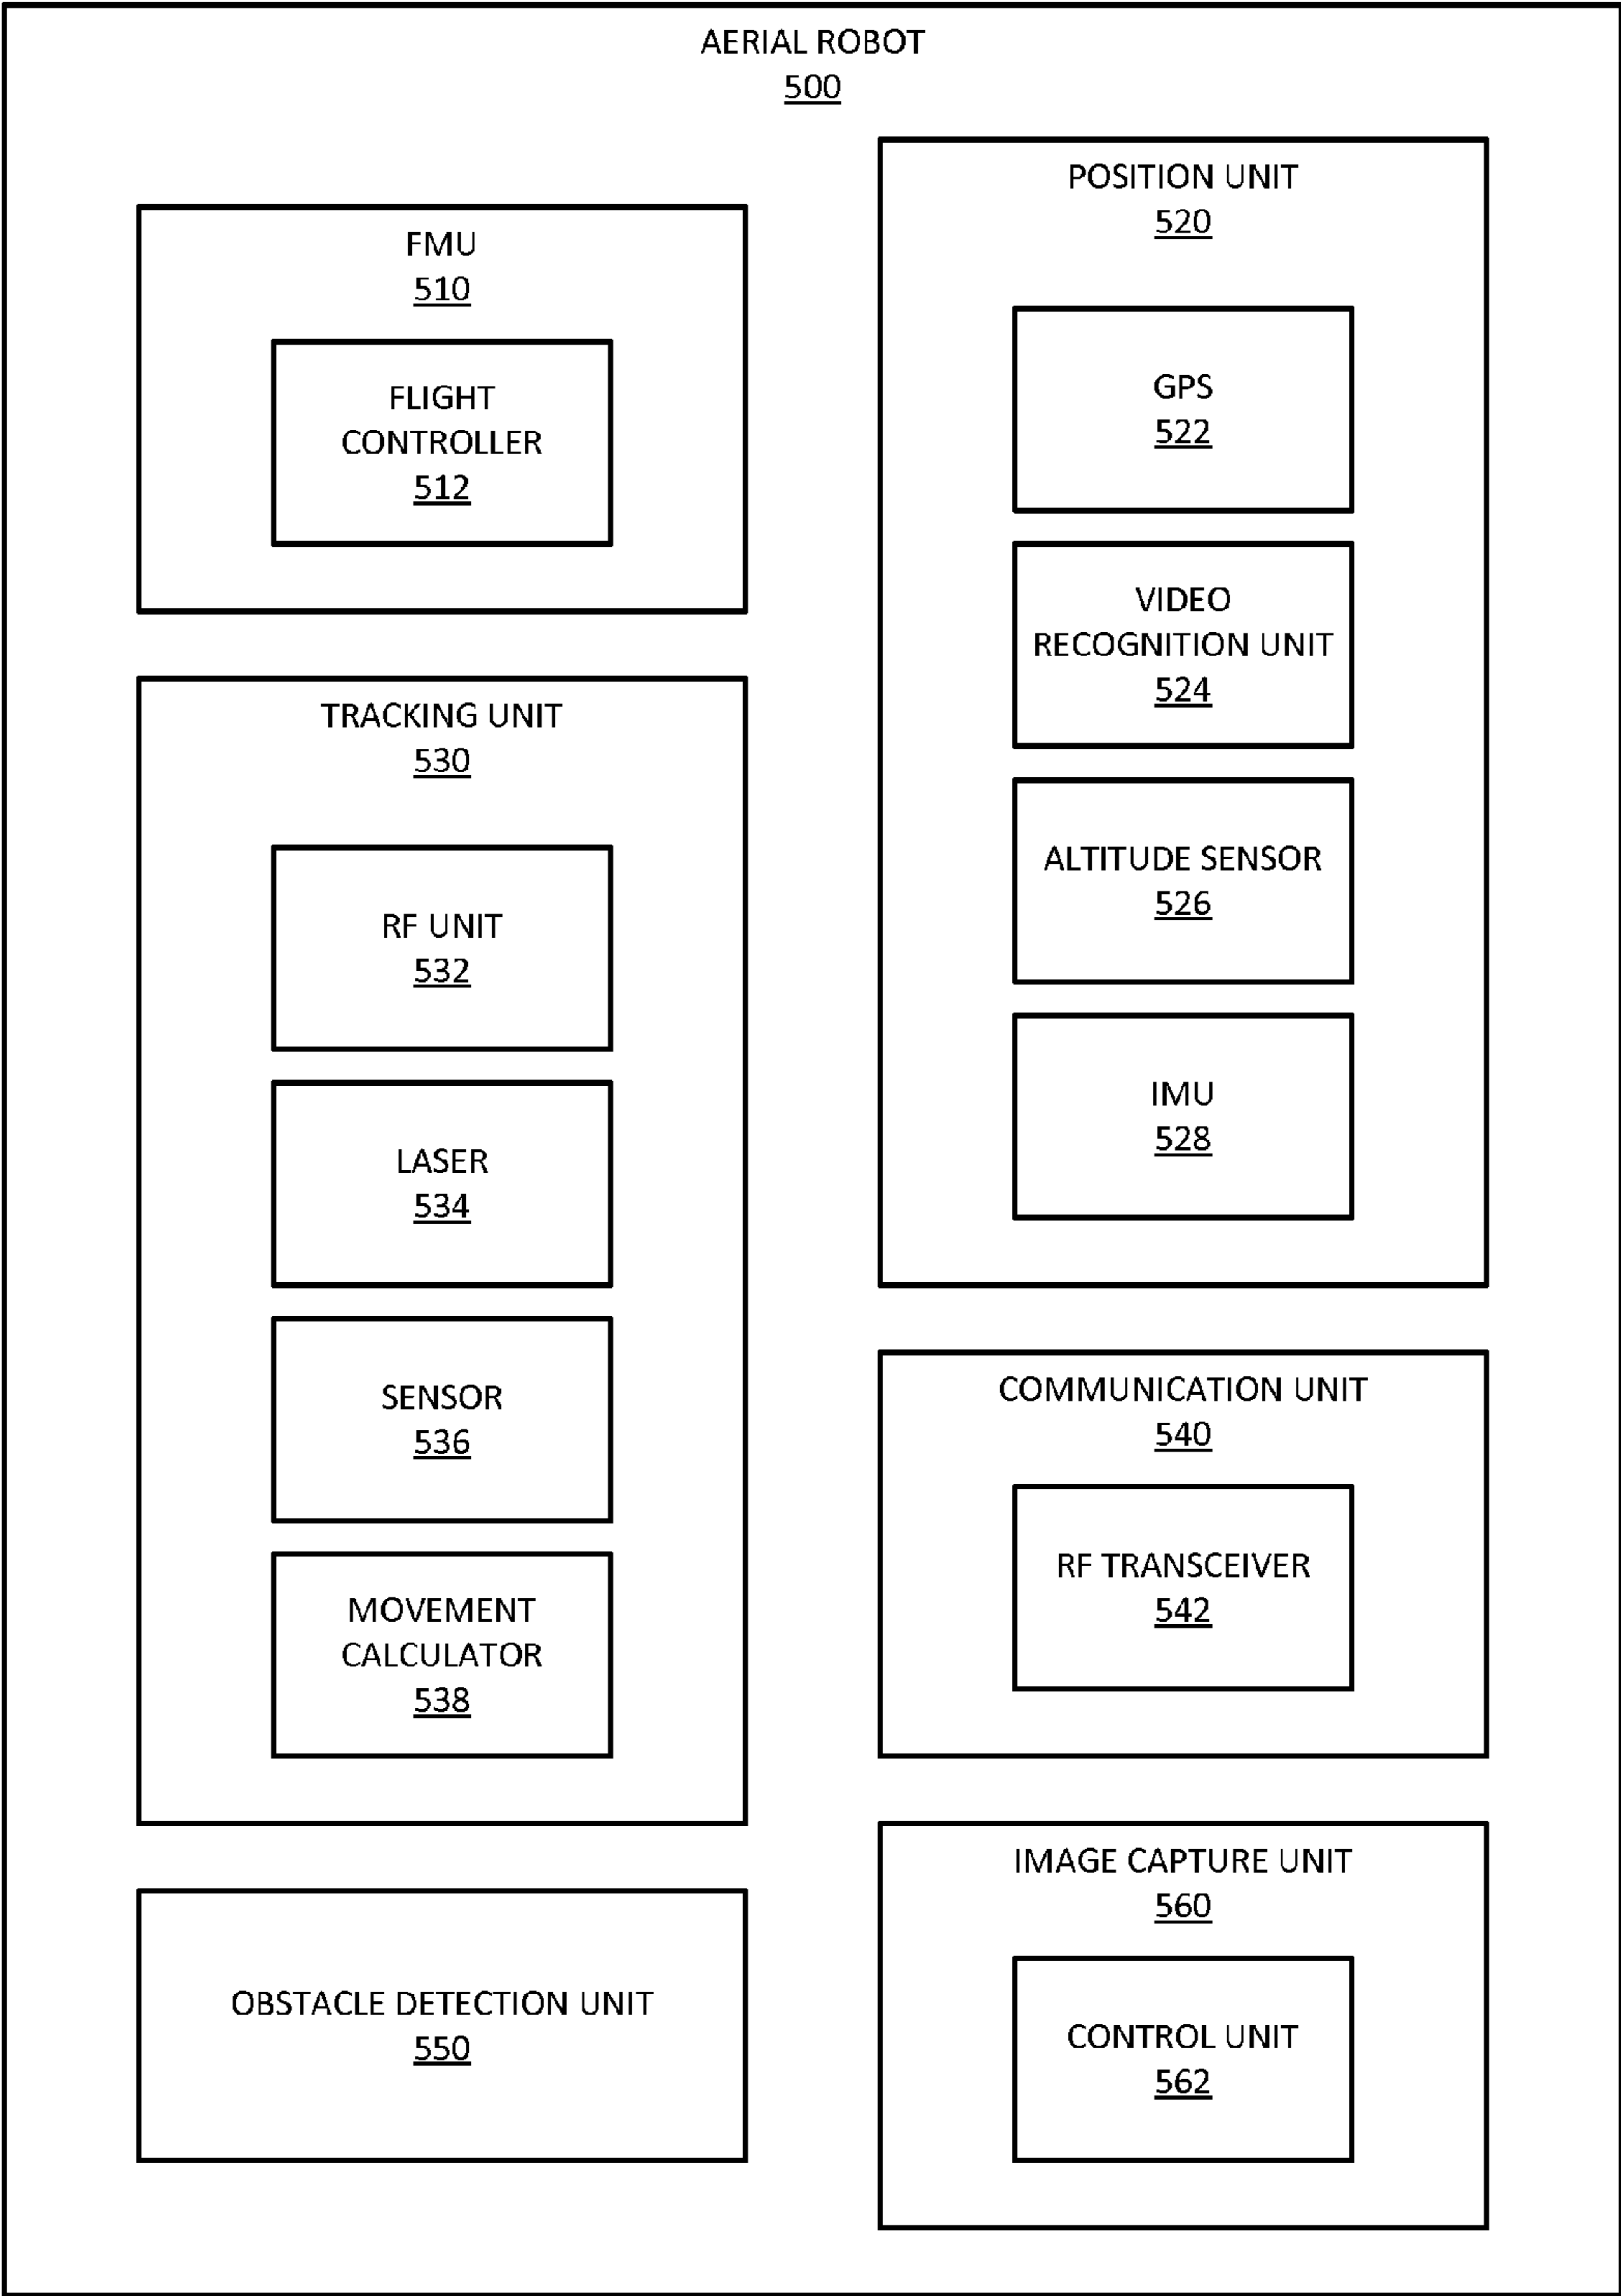 AERIAL ROBOT
500
FMU
510
FLIGHT
CONTROLLER
512
TRACKING UNIT
530
RF UNIT
532
LASER
534
SENSOR
536
MOVEMENT
CALCULATOR
538
OBSTACLE DETECTION UNIT
550
POSITION UNIT
520
GPS
522
VIDEO
RECOGNITION UNIT
524
ALTITUDE SENSOR
526
IMU
528
COMMUNICATION UNIT
540
RF TRANSCEIVER
542
IMAGE CAPTURE UNIT
560
CONTROL UNIT
562